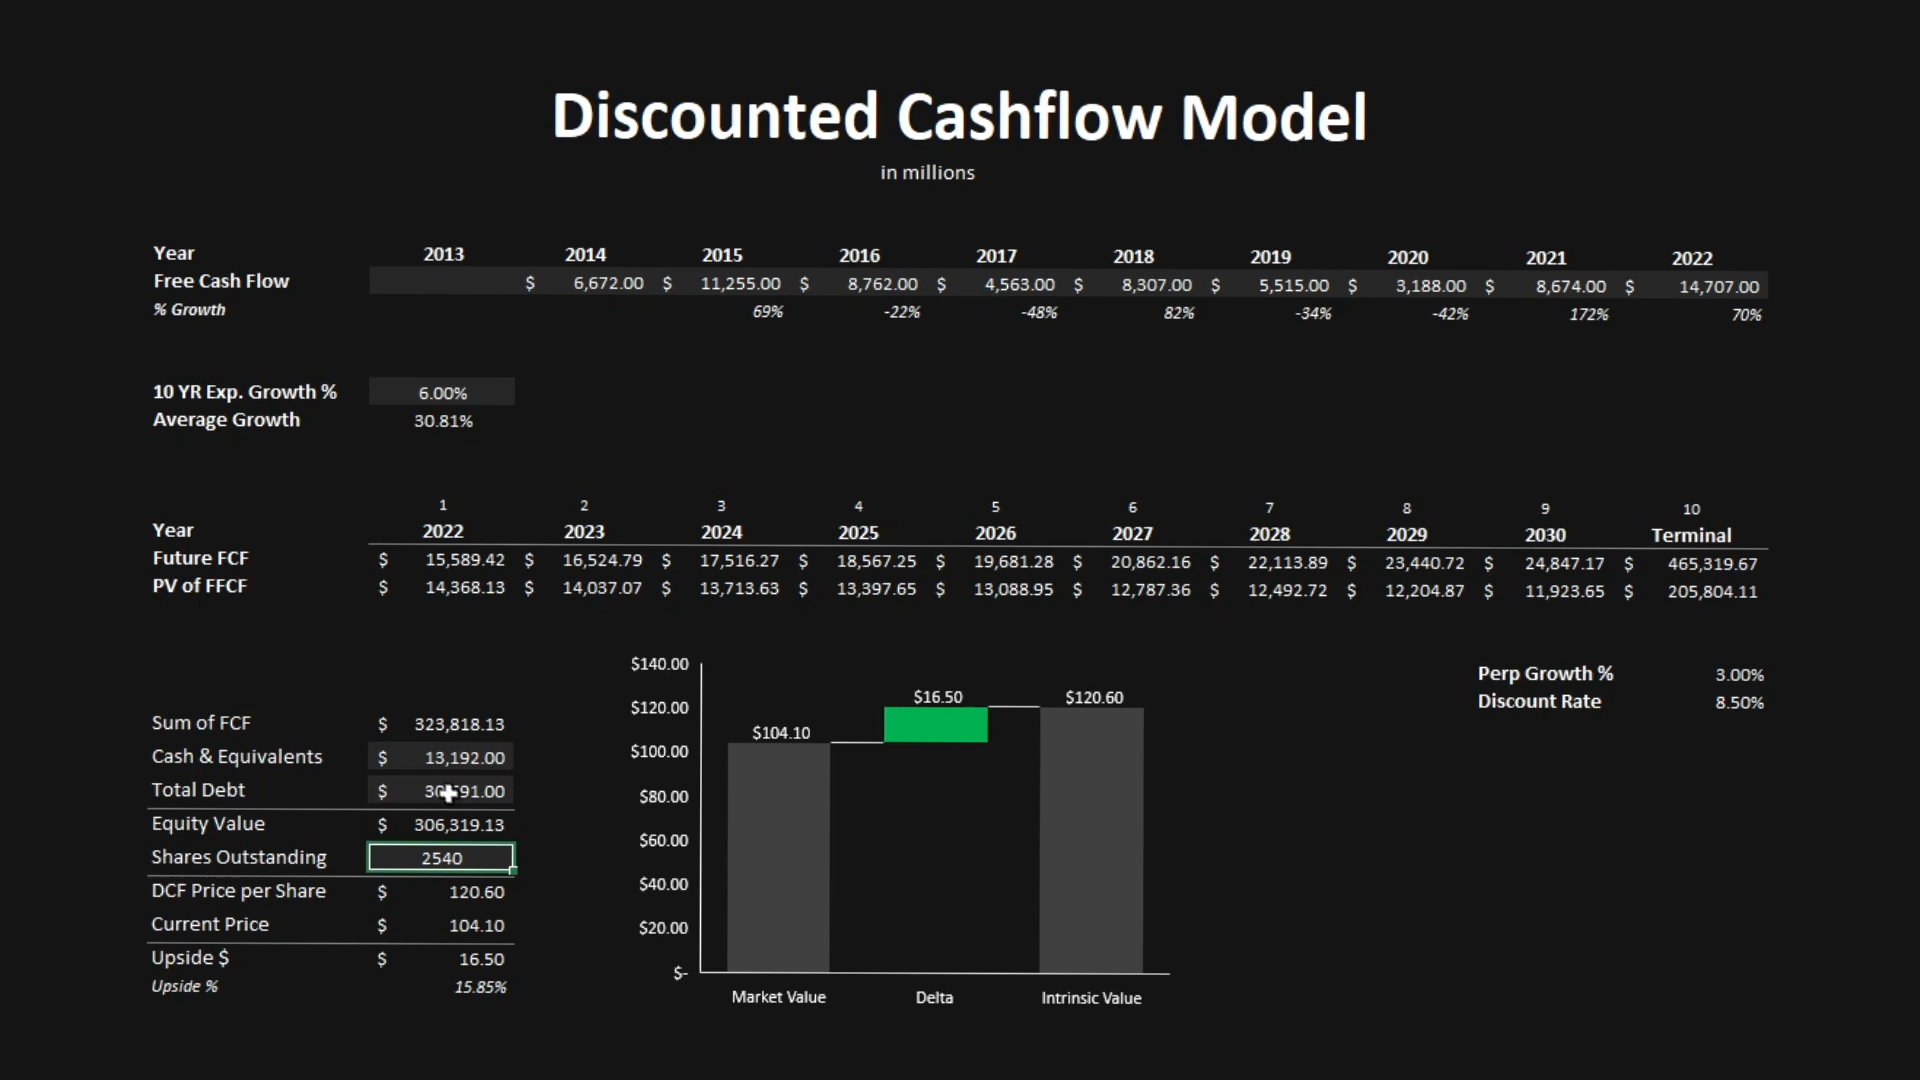 Discounted Cashflow Model
in millions
Year 2013 2014 2015 2016 2017 2018 2019 2020 2021 2022
Free Cash Flow $ 6,672.00 $ 11,255.00 $ 8,762.00 $ 4,563.00 $ 8,307.00 $ 5,515.00 $ 3,188.00 $ 8,674.00 $ 14,707.00
% Growth 69% -22% -48% 82% -34% -42% 172% 70%
10 YR Exp. Growth % 6.00%
Average Growth 30.81%
1 2 3 4 5 6 7 8 9 10
Year 2022 2023 2024 2025 2026 2027 2028 2029 2030 Terminal
Future FCF $ 15,589.42 $ 16,524.79 $ 17,516.27 $ 18,567.25 $ 19,681.28 $ 20,862.16 $ 22,113.89 $ 23,440.72 $ 24,847.17 $ 465,319.67
PV of FFCF $ 14,368.13 $ 14,037.07 $ 13,713.63 $ 13,397.65 $ 13,088.95 $ 12,787.36 $ 12,492.72 $ 12,204.87 $ 11,923.65 $ 205,804.11
Sum of FCF $ 323,818.13
Cash & Equivalents $ 13,192.00
Total Debt $
Equity Value $ 306,319.13
Shares Outstanding 2540
DCF Price per Share $ 120.60
Current Price $ 104.10
Upside $ $ 16.50
Upside % 15.85%
$140.00
$120.00
$100.00
$80.00
$60.00
$40.00
$20.00
$-
$104.10
$16.50
$120.60
Market Value Delta Intrinsic Value
Perp Growth % 3.00%
Discount Rate 8.50%